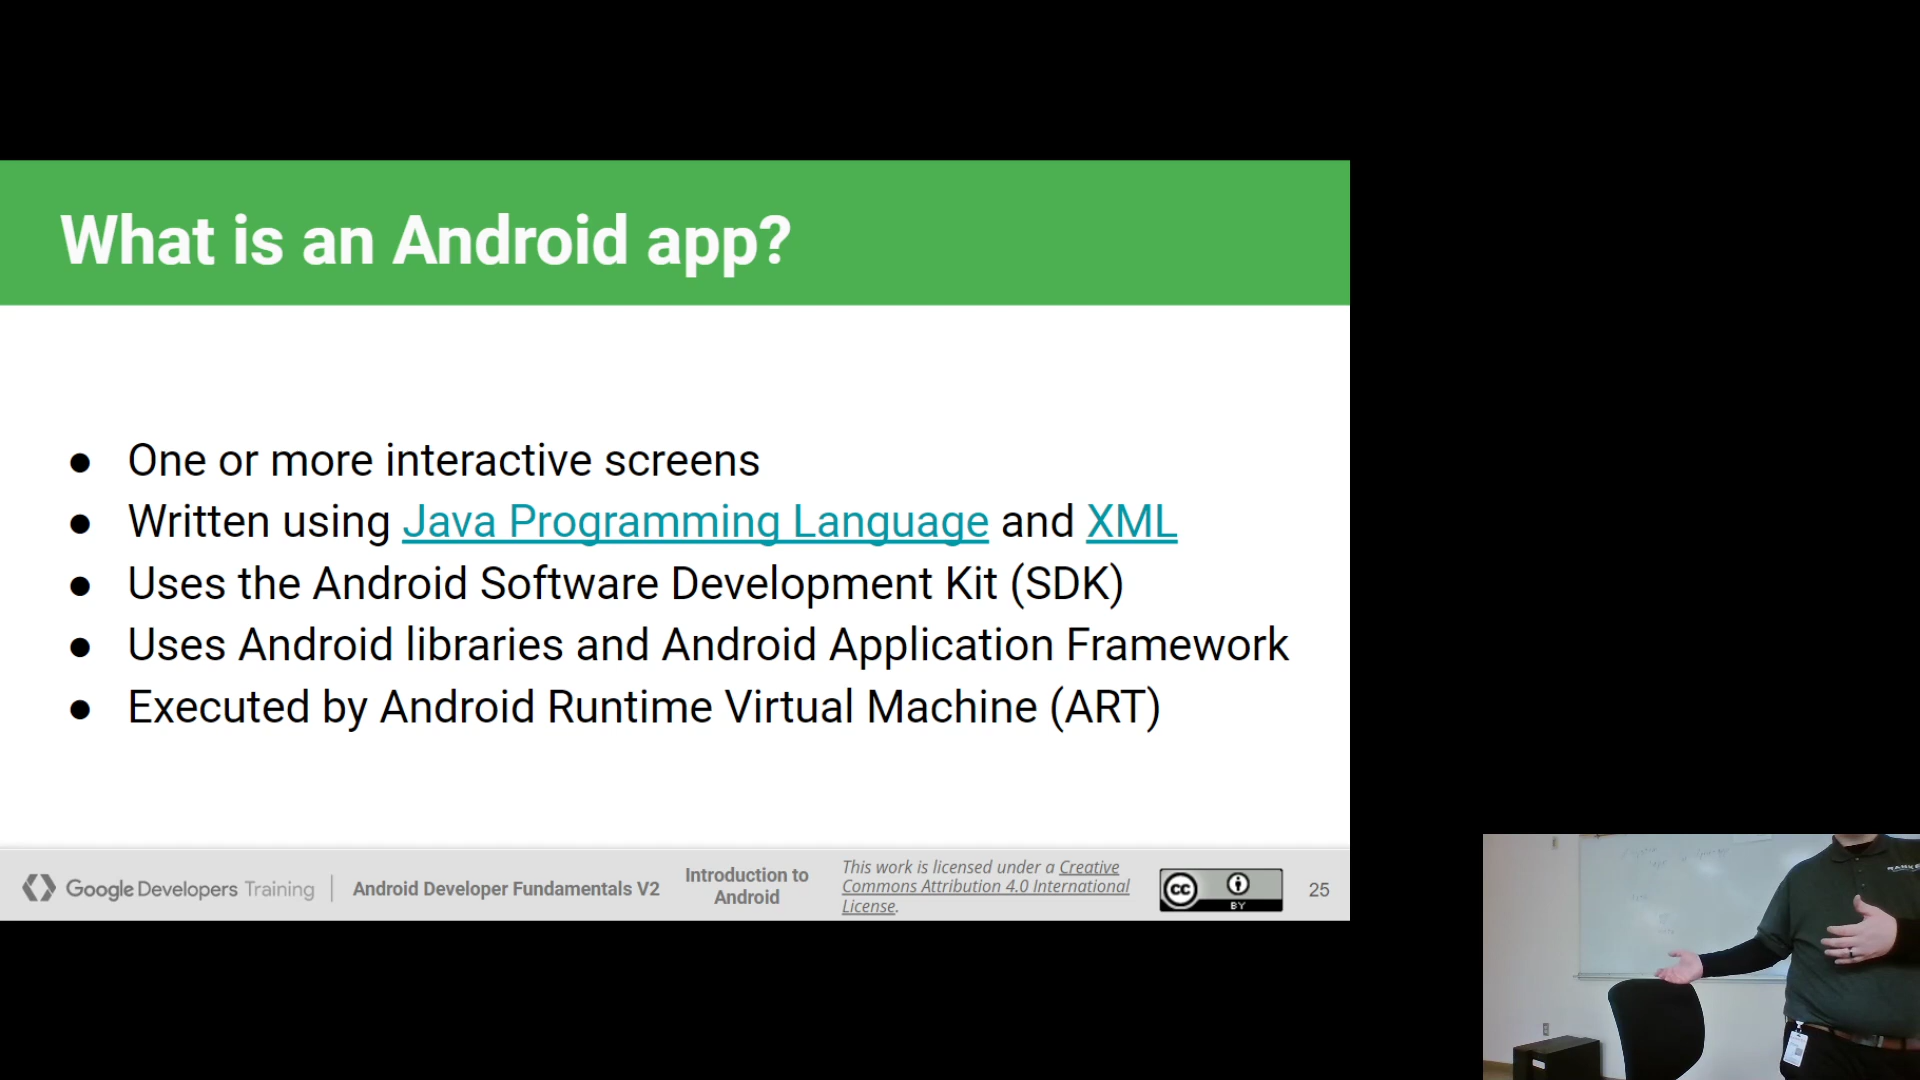 What is an Android app?
● One or more interactive screens
● Written using Java Programming Language and XML
● Uses the Android Software Development Kit (SDK)
● Uses Android libraries and Android Application Framework
● Executed by Android Runtime Virtual Machine (ART)
Google Developers Training
Android Developer Fundamentals V2
Introduction to
Android
This work is licensed under a Creative
Commons Attribution 4.0 International
License.
cc
BY
25